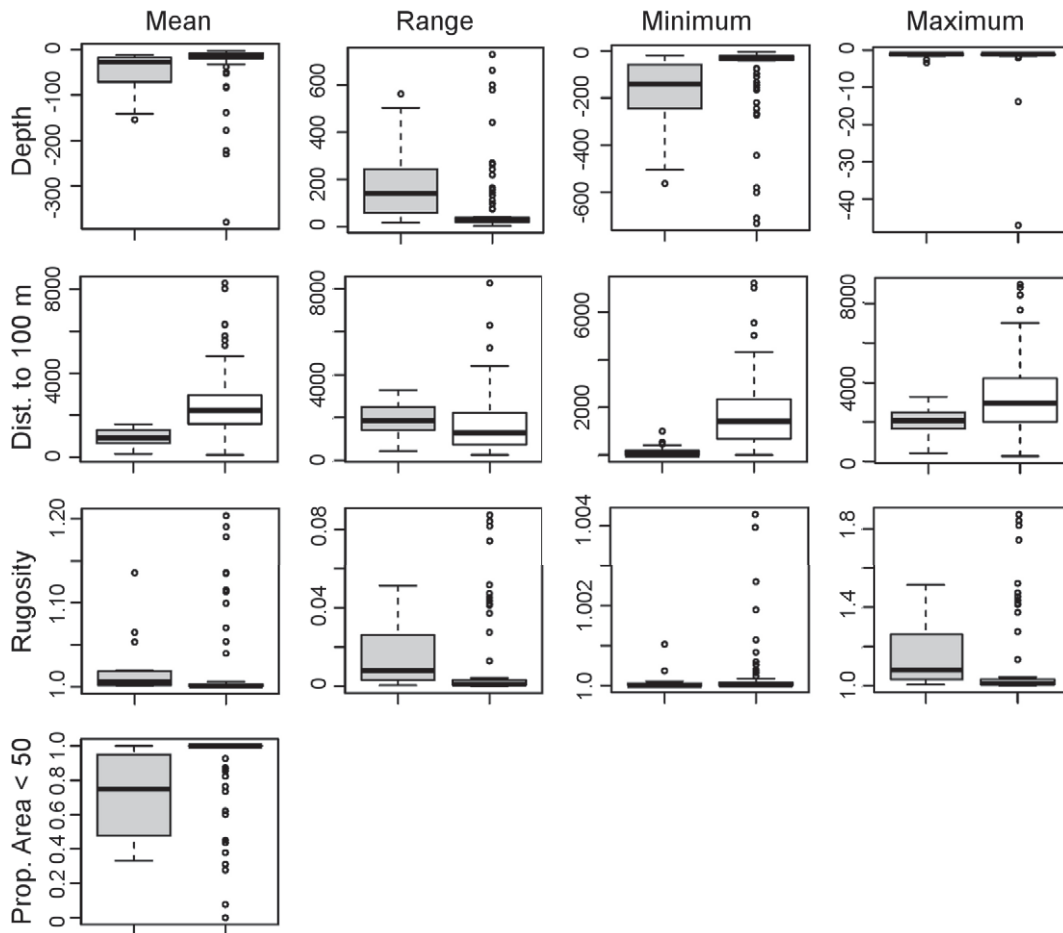 Mean Range Minimum Maximum
Depth
0 -100 -200 -300
600 400 200 0
0 -200 -400 -600
0 -10 -20 -30 -40
Dist. to 100 m
8000 4000 0
8000 4000 0
6000 2000
8000 4000 0
Rugosity
1.20 1.10 1.0
0.08 0.04 0
1.004 1.002 1.0
1.8 1.4 1.0
Prop. Area < 50
1.0 0.8 0.6 0.4 0.2 0